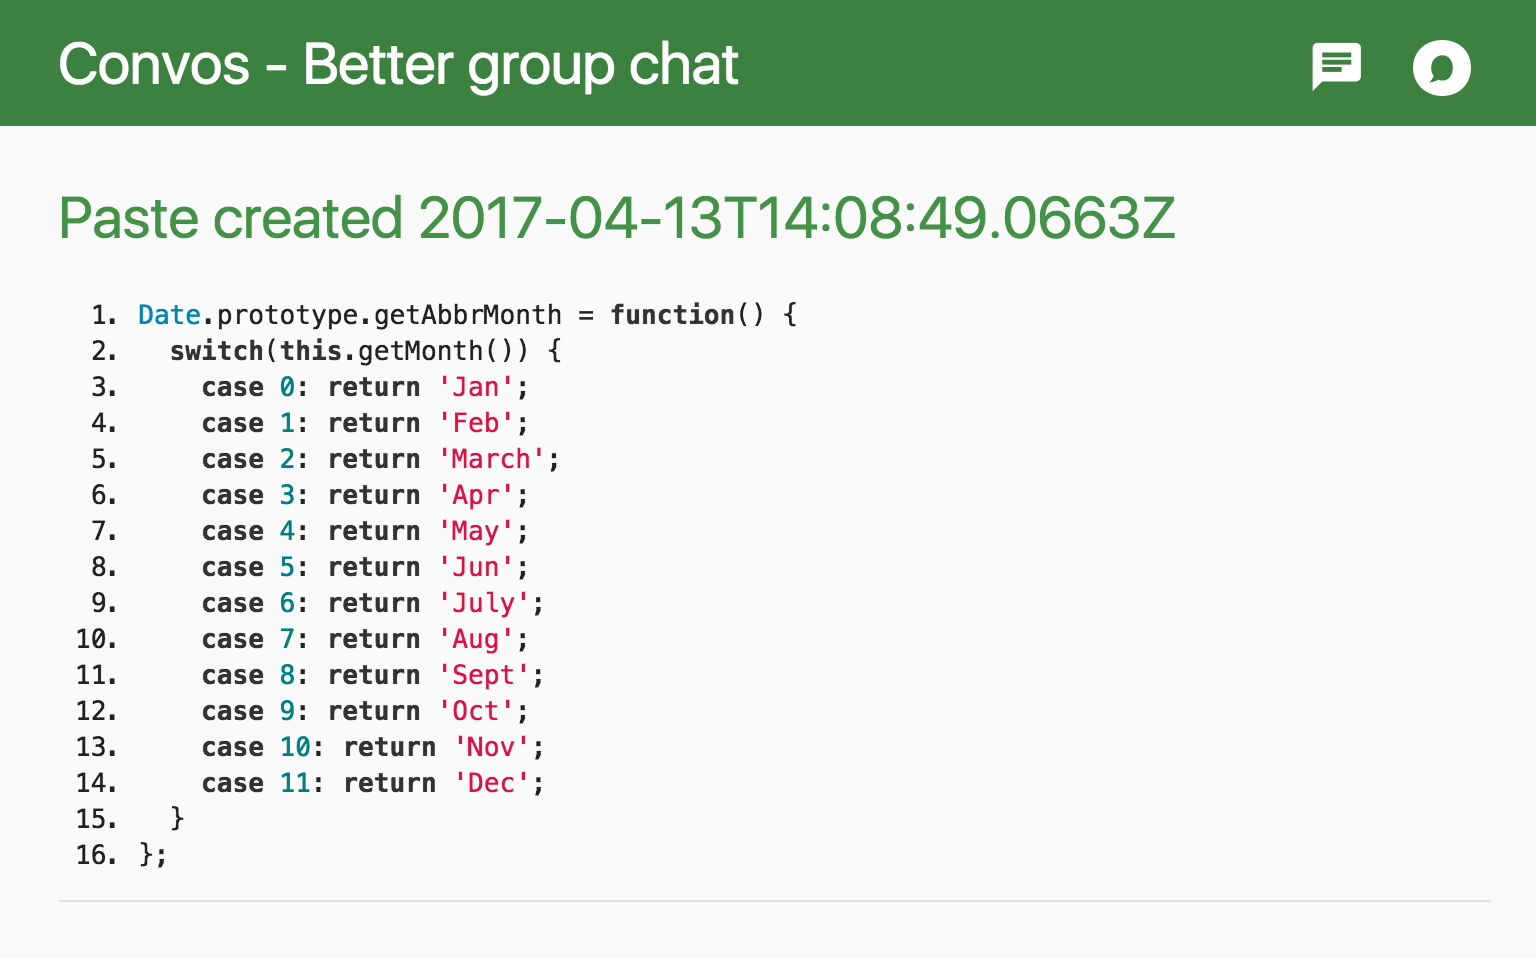 Convos - Better group chat
Paste created 2017-04-13T14:08:49.0663Z
1. Date.prototype.getAbbrMonth = function() {
2.   switch(this.getMonth()) {
3.     case 0: return 'Jan';
4.     case 1: return 'Feb';
5.     case 2: return 'March';
6.     case 3: return 'Apr';
7.     case 4: return 'May';
8.     case 5: return 'Jun';
9.     case 6: return 'July';
10.     case 7: return 'Aug';
11.     case 8: return 'Sept';
12.     case 9: return 'Oct';
13.     case 10: return 'Nov';
14.     case 11: return 'Dec';
15.   }
16. };